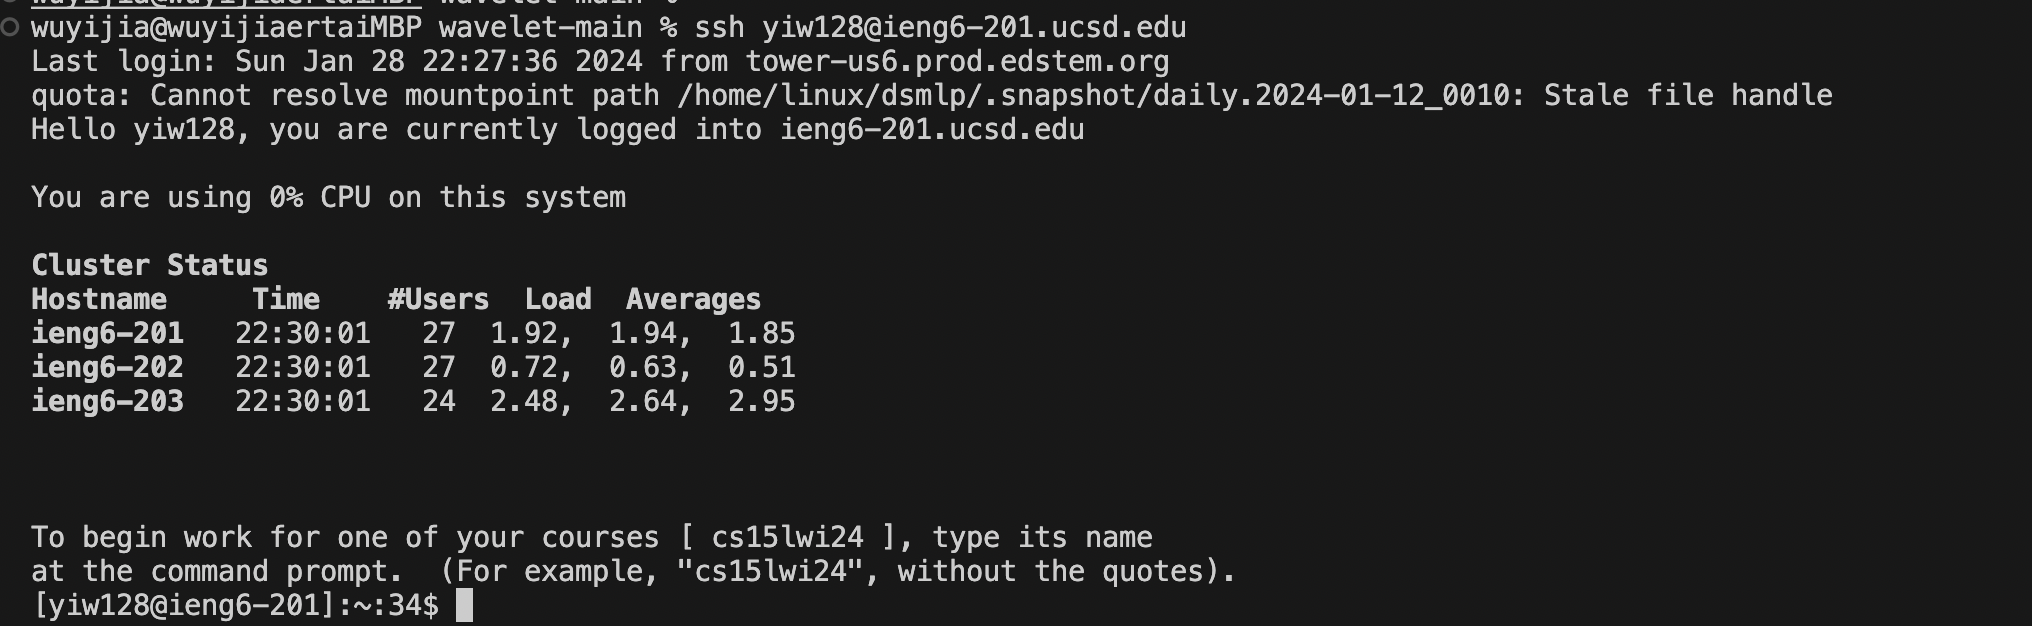 wuyijia@wuyijiaertaiMBP wavelet-main %
wuyijia@wuyijiaertaiMBP wavelet-main % ssh yiw128@ieng6-201.ucsd.edu
Last login: Sun Jan 28 22:27:36 2024 from tower-us6.prod.edstem.org
quota: Cannot resolve mountpoint path /home/linux/dsmlp/.snapshot/daily.2024-01-12_0010: Stale file handle
Hello yiw128, you are currently logged into ieng6-201.ucsd.edu
You are using 0% CPU on this system
Cluster Status
Hostname     Time    #Users  Load  Averages
ieng6-201   22:30:01   27  1.92,  1.94,  1.85
ieng6-202   22:30:01   27  0.72,  0.63,  0.51
ieng6-203   22:30:01   24  2.48,  2.64,  2.95
To begin work for one of your courses [ cs15lwi24 ], type its name
at the command prompt.  (For example, "cs15lwi24", without the quotes).
[yiw128@ieng6-201]:~:34$